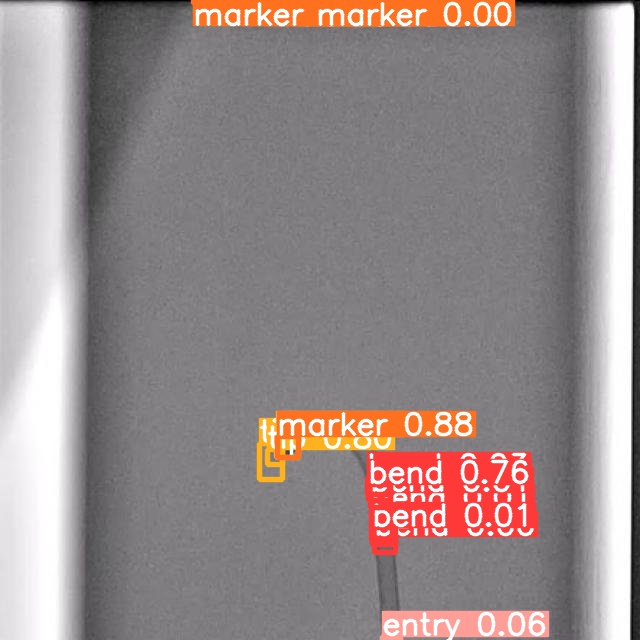 marker marker 0.00
marker 0.88
bend 0.76
bend 0.01
entry 0.06